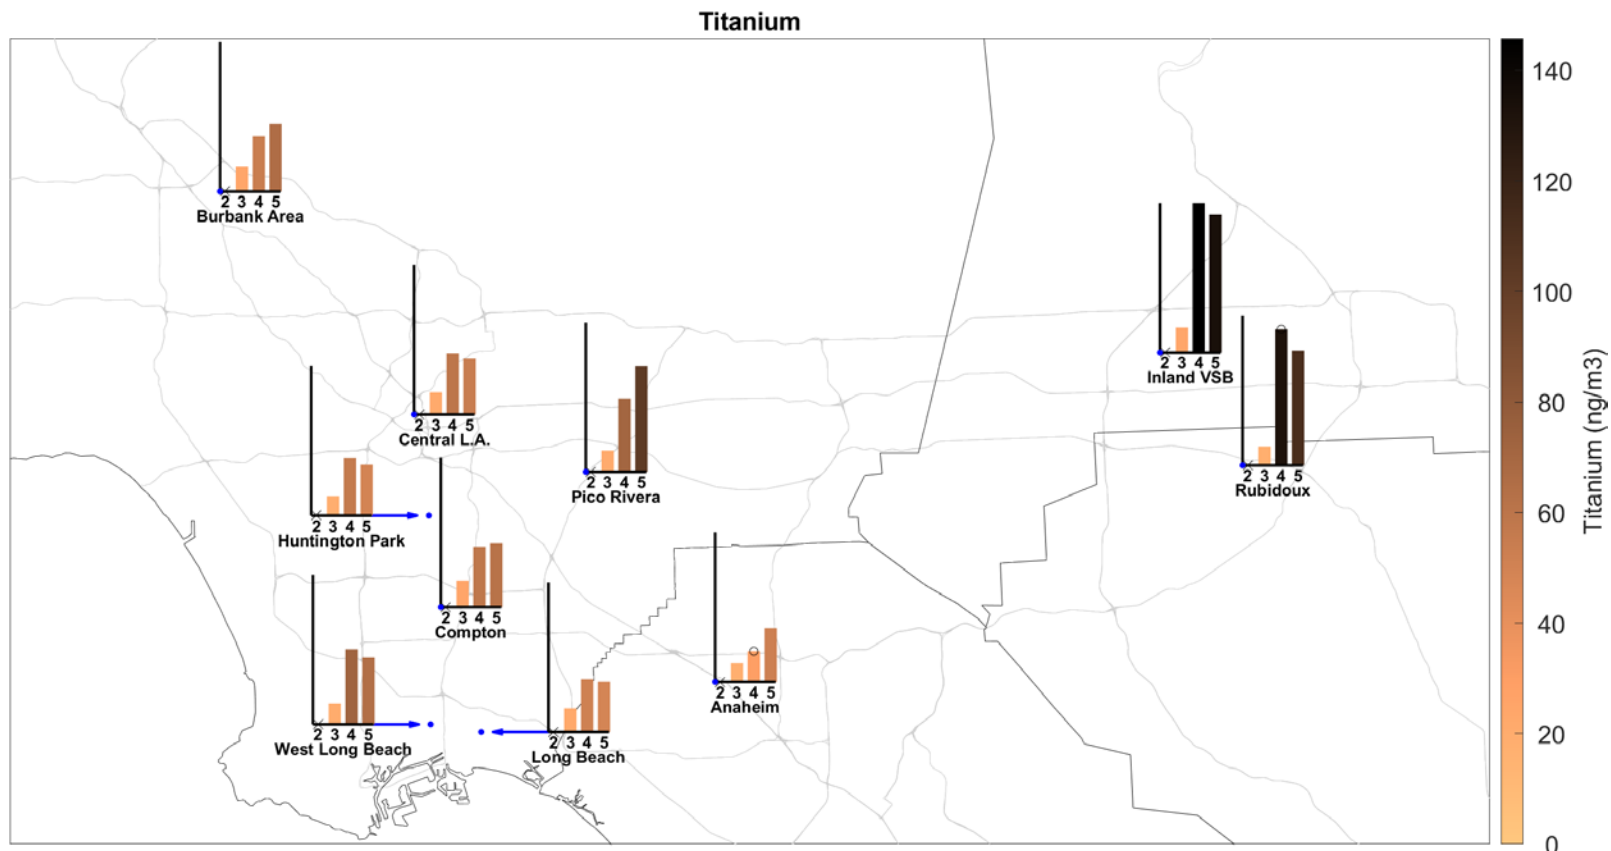 Titanium
2 3 4 5
Burbank Area
2 3 4 5
Central L.A.
2 3 4 5
Pico Rivera
2 3 4 5
Inland VSB
2 3 4 5
Rubidoux
2 3 4 5
Huntington Park
2 3 4 5
Compton
2 3 4 5
West Long Beach
2 3 4 5
Long Beach
2 3 4 5
Anaheim
140
120
100
80
60
40
20
0
Titanium (ng/m3)